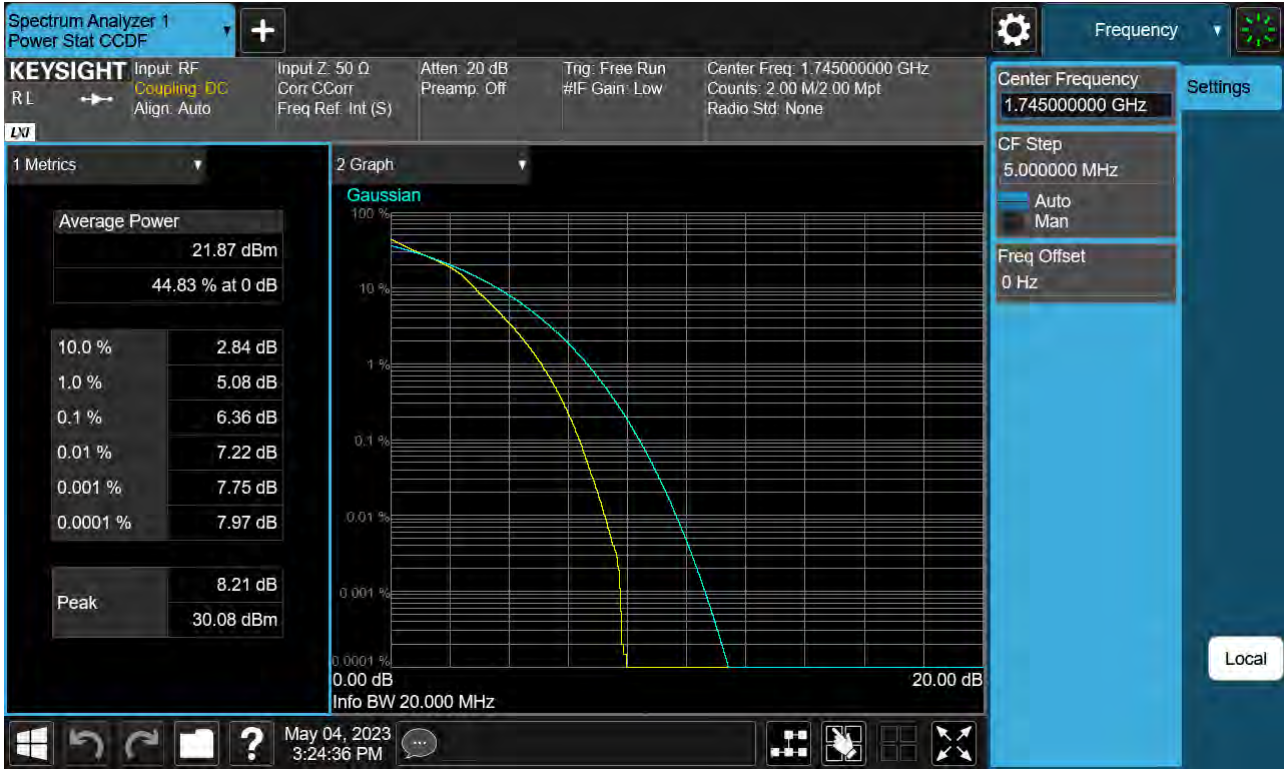 Spectrum Analyzer 1
Power Stat CCDF
+
Frequency
KEYSIGHT
R L
LXI
Input: RF
Coupling: DC
Align: Auto
Input Z: 50 Ω
Corr CCorr
Freq Ref: Int (S)
Atten: 20 dB
Preamp: Off
Trig: Free Run
#IF Gain: Low
Center Freq: 1.745000000 GHz
Counts: 2.00 M/2.00 Mpt
Radio Std: None
Center Frequency
1.745000000 GHz
Settings
CF Step
5.000000 MHz
Auto
Man
Freq Offset
0 Hz
Local
1 Metrics
Average Power
21.87 dBm
44.83 % at 0 dB
10.0 % 2.84 dB
1.0 % 5.08 dB
0.1 % 6.36 dB
0.01 % 7.22 dB
0.001 % 7.75 dB
0.0001 % 7.97 dB
Peak
8.21 dB
30.08 dBm
2 Graph
Gaussian
100 %
10 %
1 %
0.1 %
0.01 %
0.001 %
0.0001 %
0.00 dB 20.00 dB
Info BW 20.000 MHz
?
May 04, 2023
3:24:36 PM